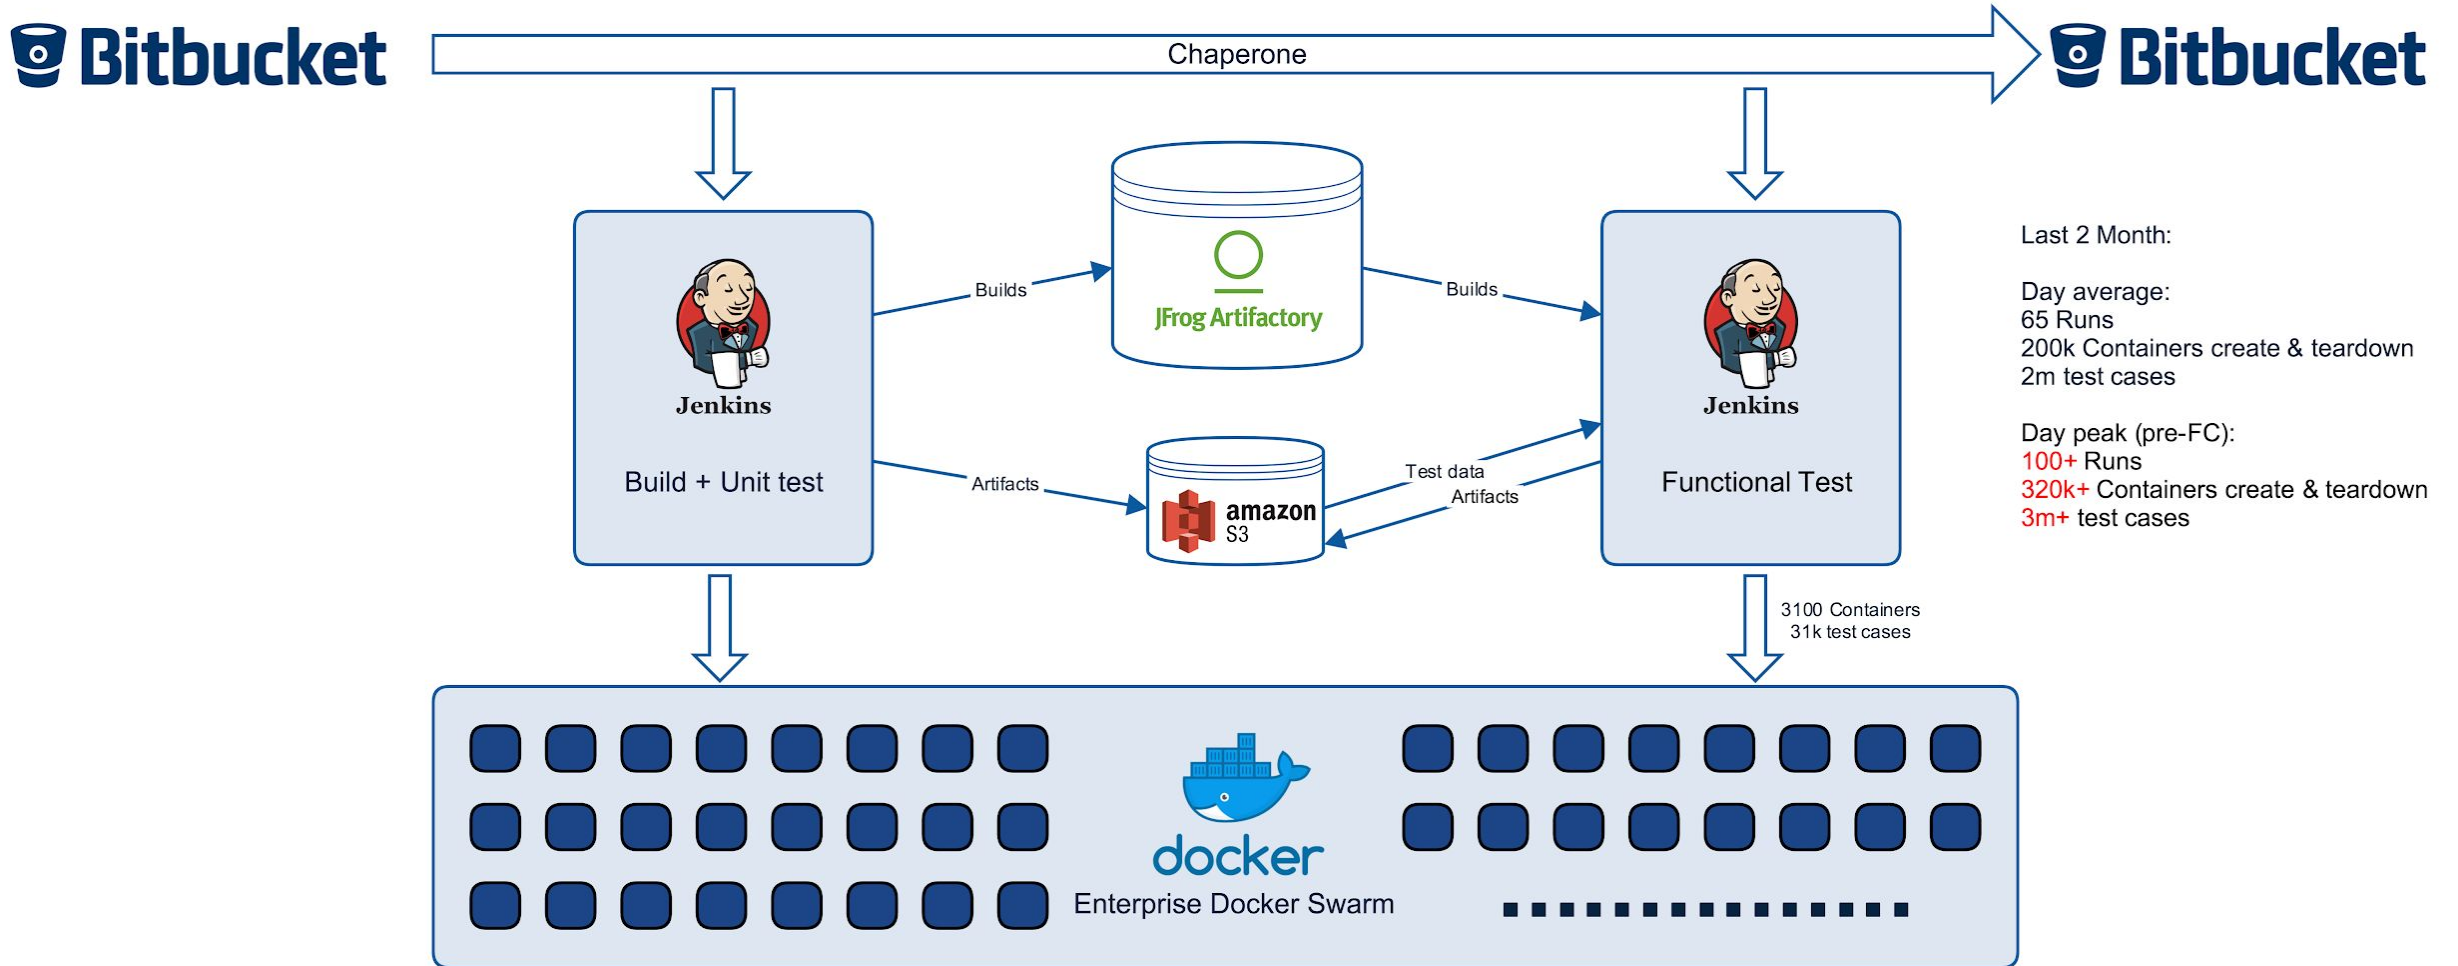 Bitbucket
Chaperone
Bitbucket
Builds
JFrog Artifactory
Builds
Jenkins
Build + Unit test
Artifacts
amazon
S3
Test data
Artifacts
Jenkins
Functional Test
Last 2 Month:
Day average:
65 Runs
200k Containers create & teardown
2m test cases
Day peak (pre-FC):
100+ Runs
320k+ Containers create & teardown
3m+ test cases
3100 Containers
31k test cases
docker
Enterprise Docker Swarm